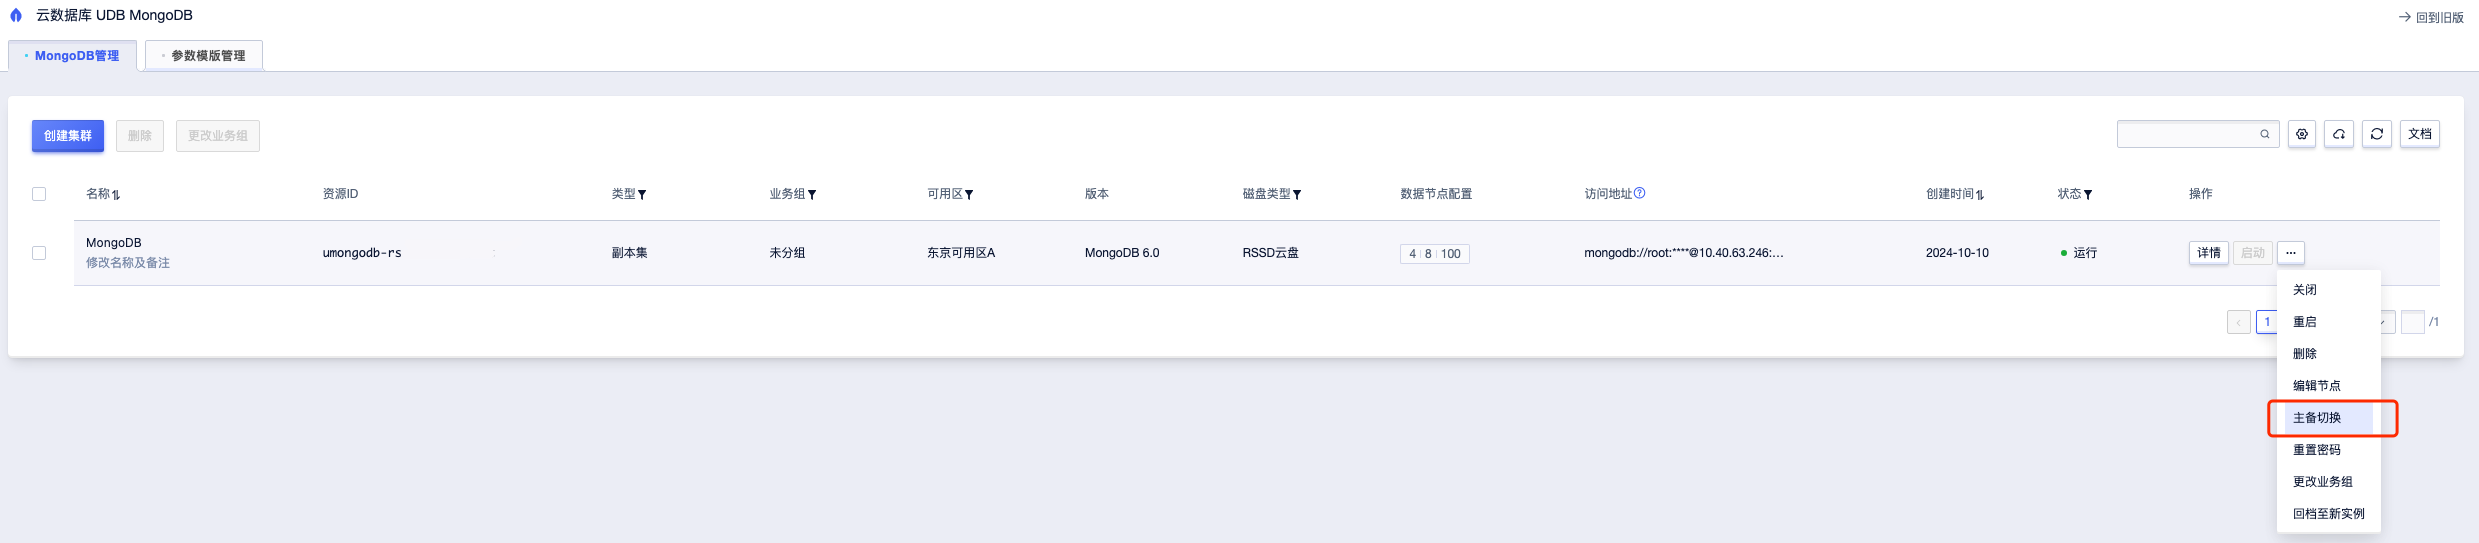 云数据库 UDB MongoDB
回到旧版
MongoDB管理
参数模版管理
创建集群 删除 更改业务组
文档
名称 资源ID 类型 业务组 可用区 版本 磁盘类型 数据节点配置 访问地址 创建时间 状态 操作
MongoDB umongodb-rs 副本集 未分组 东京可用区A MongoDB 6.0 RSSD云盘 4 8 100 mongodb://root:****@10.40.63.246:... 2024-10-10 运行 详情 启动 ...
修改名称及备注
关闭
1 /1
重启
删除
编辑节点
主备切换
重置密码
更改业务组
回档至新实例